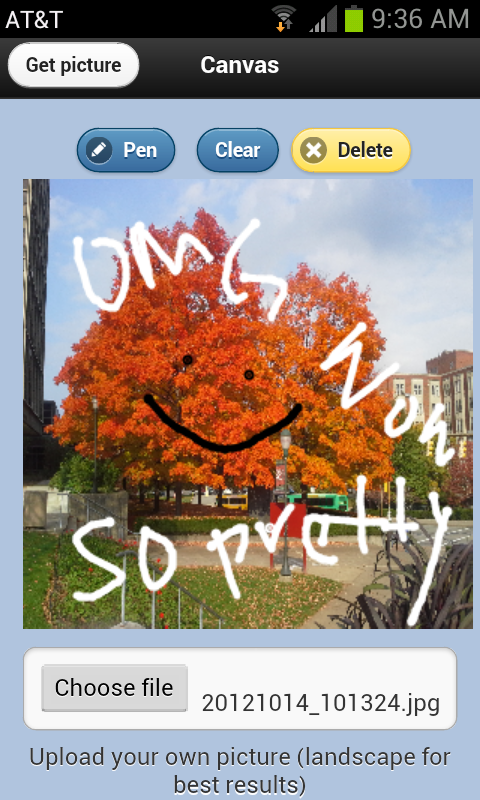 AT&T 9:36 AM
Get picture Canvas
Pen Clear Delete
OMG
Wow
So pretty
Choose file 20121014_101324.jpg
Upload your own picture (landscape for
best results)